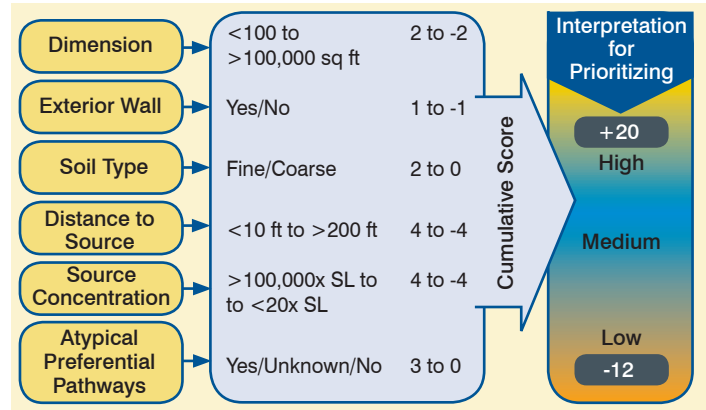 Dimension
<100 to
>100,000 sq ft
2 to -2
Exterior Wall
Yes/No
1 to -1
Soil Type
Fine/Coarse
2 to 0
Distance to
Source
<10 ft to >200 ft
4 to -4
Source
Concentration
>100,000x SL to
to <20x SL
4 to -4
Atypical
Preferential
Pathways
Yes/Unknown/No
3 to 0
Cumulative Score
Interpretation
for
Prioritizing
+20
High
Medium
Low
-12